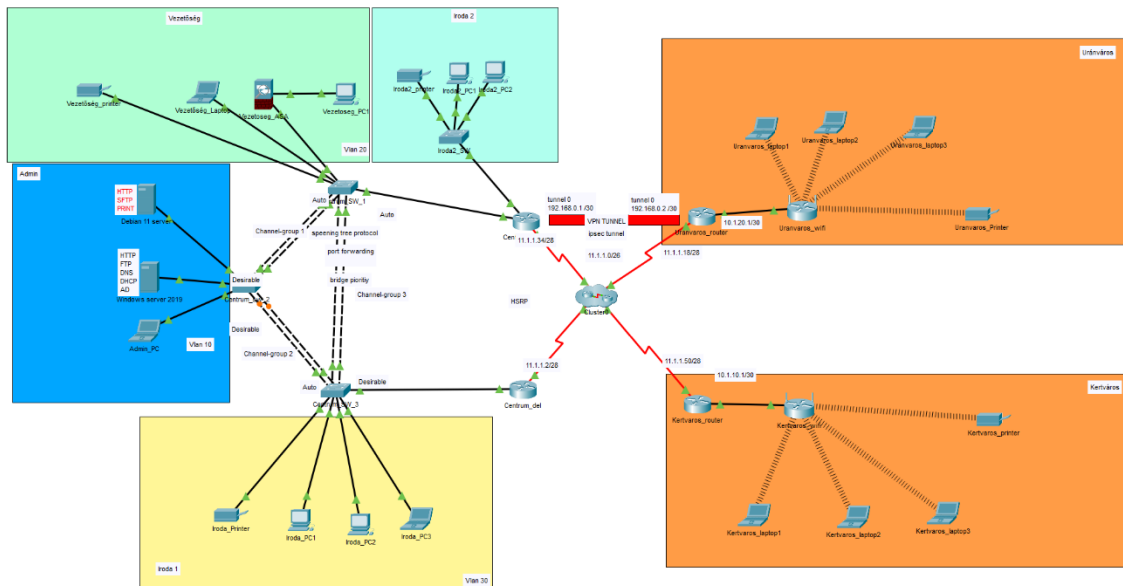 Vezetőség
Vezetőség_printer
Vezetőség_Laptop
Vezetoseg_ASA
Vezetoseg_PC1
Vlan 20
Iroda 2
Iroda2_printer
Iroda2_PC1
Iroda2_PC2
Iroda2_SW
Uránváros
Uranvaros_laptop1
Uranvaros_laptop2
Uranvaros_laptop3
Uranvaros_Printer
Uranvaros_wifi
10.1.20.1/30
Uranvaros_router
Admin
HTTP
SFTP
PRINT
Debian 11 server
HTTP
FTP
DNS
DHCP
AD
Windows server 2019
Admin_PC
Vlan 10
Auto
Auto
Channel-group 1
speening tree protocol
port forwarding
bridge pioritiy
Channel-group 3
Desirable
Centrum_SW_2
Desirable
Channel-group 2
Auto
Desirable
Centrum_SW_3
tunnel 0
192.168.0.1 /30
VPN TUNNEL
ipsec tunnel
tunnel 0
192.168.0.2 /30
11.1.1.34/28
11.1.1.0/26
11.1.1.18/28
HSRP
Cluster0
11.1.1.2/28
Centrum_del
11.1.1.50/28
10.1.10.1/30
Kertvaros_router
Kertvaros_wifi
Kertváros
Kertvaros_printer
Kertvaros_laptop1
Kertvaros_laptop2
Kertvaros_laptop3
Iroda_Printer
Iroda_PC1
Iroda_PC2
Iroda_PC3
Iroda 1
Vlan 30